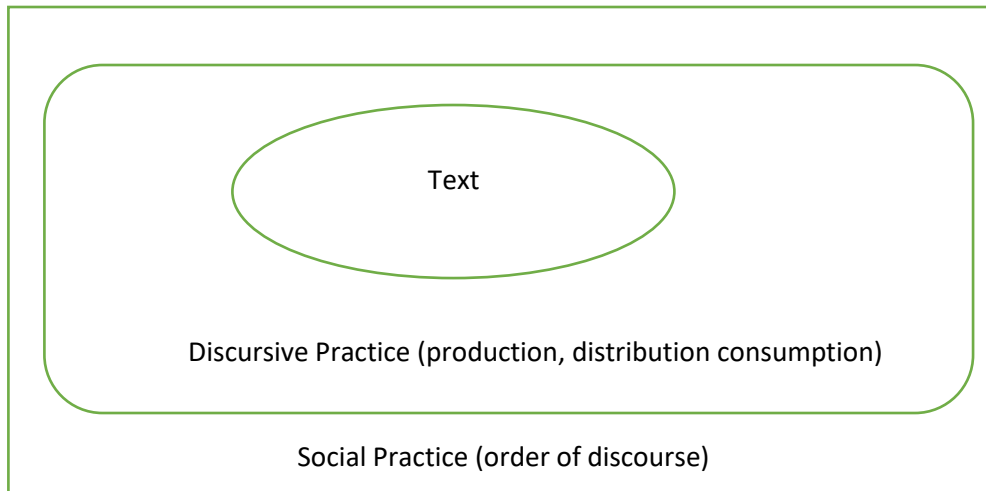 Text
Discursive Practice (production, distribution consumption)
Social Practice (order of discourse)